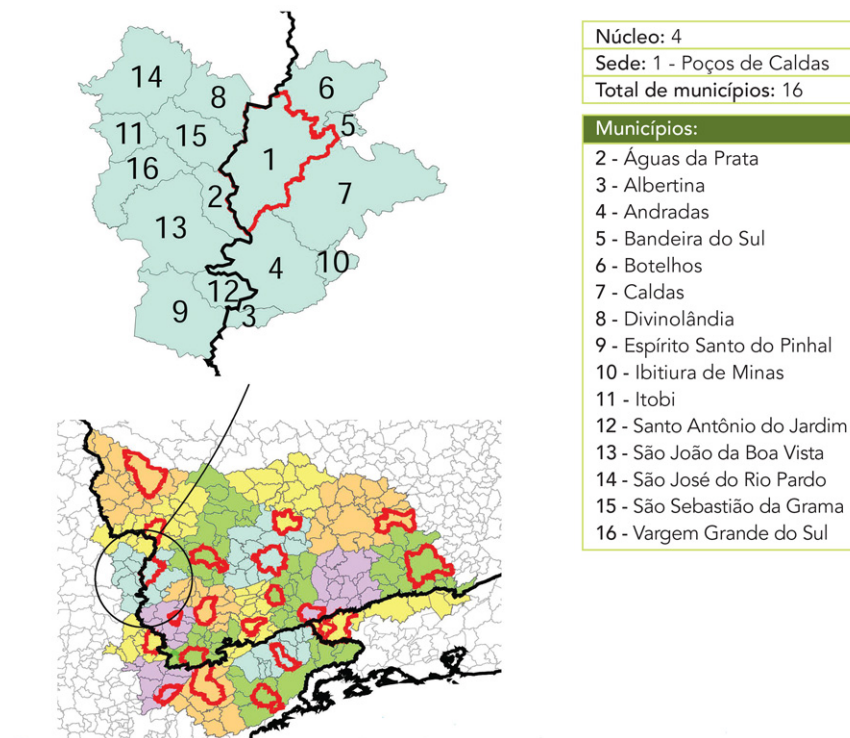 14
8
6
5
11
15
1
16
2
7
13
4
10
12
9
3
Núcleo: 4
Sede: 1 - Poços de Caldas
Total de municípios: 16
Municípios:
2 - Águas da Prata
3 - Albertina
4 - Andradas
5 - Bandeira do Sul
6 - Botelhos
7 - Caldas
8 - Divinolândia
9 - Espírito Santo do Pinhal
10 - Ibitiura de Minas
11 - Itobi
12 - Santo Antônio do Jardim
13 - São João da Boa Vista
14 - São José do Rio Pardo
15 - São Sebastião da Grama
16 - Vargem Grande do Sul